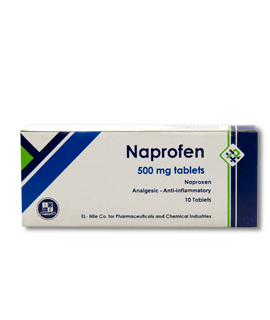 Naprofen
500 mg tablets
Naproxen
Analgesic - Anti-inflammatory
10 Tablets
EL- Nile Co. for Pharmaceuticals and Chemical Industries